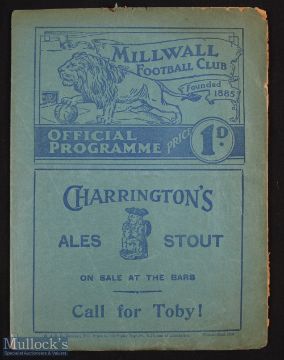 MILLWALL
FOOTBALL CLUB
Founded
1885
OFFICIAL
PROGRAMME
PRICE
1D.
CHARRINGTON'S
ALES STOUT
ON SALE AT THE BARS
Call for Toby!
Mullock's